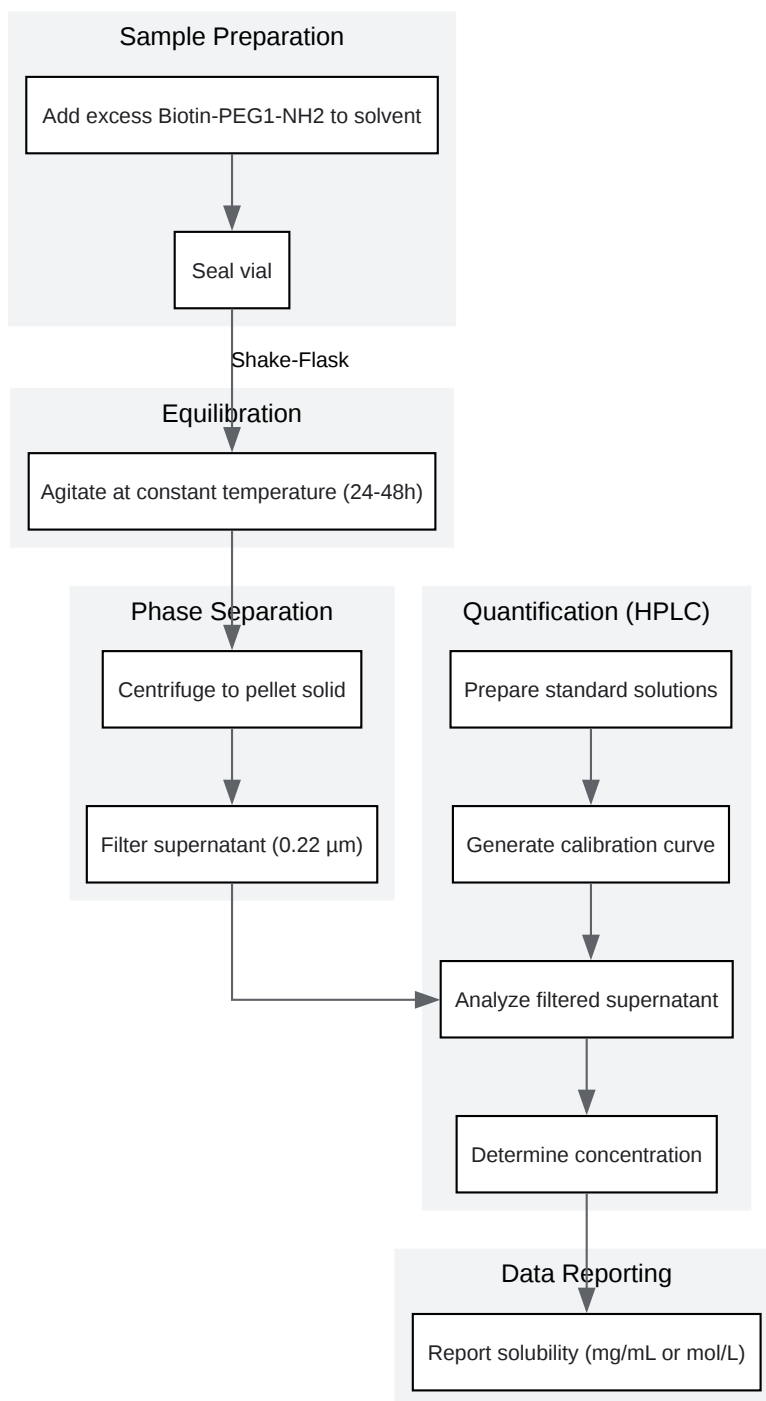 Sample Preparation
Add excess Biotin-PEG1-NH2 to solvent
Seal vial
Shake-Flask
Equilibration
Agitate at constant temperature (24-48h)
Phase Separation
Centrifuge to pellet solid
Filter supernatant (0.22 µm)
Quantification (HPLC)
Prepare standard solutions
Generate calibration curve
Analyze filtered supernatant
Determine concentration
Data Reporting
Report solubility (mg/mL or mol/L)